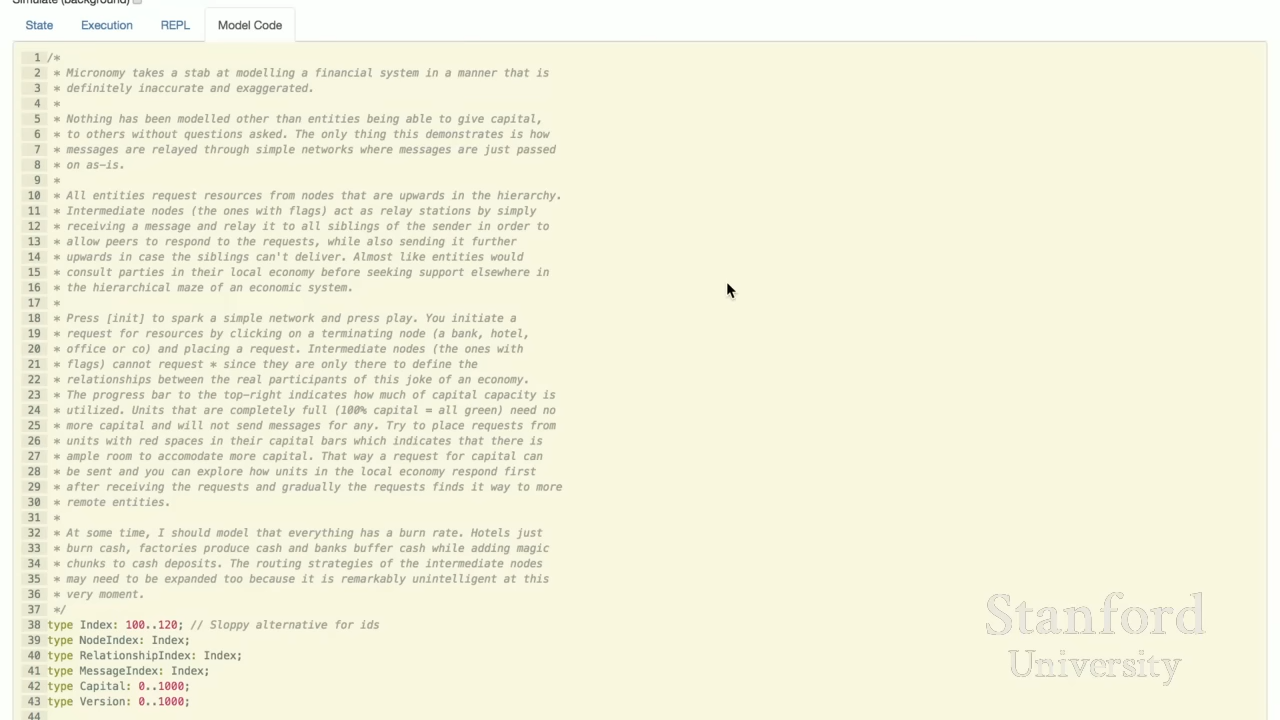 Simulate (background)
State Execution REPL Model Code
1 /*
2 * Micronomy takes a stab at modelling a financial system in a manner that is
3 * definitely inaccurate and exaggerated.
4 *
5 * Nothing has been modelled other than entities being able to give capital,
6 * to others without questions asked. The only thing this demonstrates is how
7 * messages are relayed through simple networks where messages are just passed
8 * on as-is.
9 *
10 * All entities request resources from nodes that are upwards in the hierarchy.
11 * Intermediate nodes (the ones with flags) act as relay stations by simply
12 * receiving a message and relay it to all siblings of the sender in order to
13 * allow peers to respond to the requests, while also sending it further
14 * upwards in case the siblings can't deliver. Almost like entities would
15 * consult parties in their local economy before seeking support elsewhere in
16 * the hierarchical maze of an economic system.
17 *
18 * Press [init] to spark a simple network and press play. You initiate a
19 * request for resources by clicking on a terminating node (a bank, hotel,
20 * office or co) and placing a request. Intermediate nodes (the ones with
21 * flags) cannot request * since they are only there to define the
22 * relationships between the real participants of this joke of an economy.
23 * The progress bar to the top-right indicates how much of capital capacity is
24 * utilized. Units that are completely full (100% capital = all green) need no
25 * more capital and will not send messages for any. Try to place requests from
26 * units with red spaces in their capital bars which indicates that there is
27 * ample room to accomodate more capital. That way a request for capital can
28 * be sent and you can explore how units in the local economy respond first
29 * after receiving the requests and gradually the requests finds it way to more
30 * remote entities.
31 *
32 * At some time, I should model that everything has a burn rate. Hotels just
33 * burn cash, factories produce cash and banks buffer cash while adding magic
34 * chunks to cash deposits. The routing strategies of the intermediate nodes
35 * may need to be expanded too because it is remarkably unintelligent at this
36 * very moment.
37 */
38 type Index: 100..120; // Sloppy alternative for ids
39 type NodeIndex: Index;
40 type RelationshipIndex: Index;
41 type MessageIndex: Index;
42 type Capital: 0..1000;
43 type Version: 0..1000;
44
Stanford
University